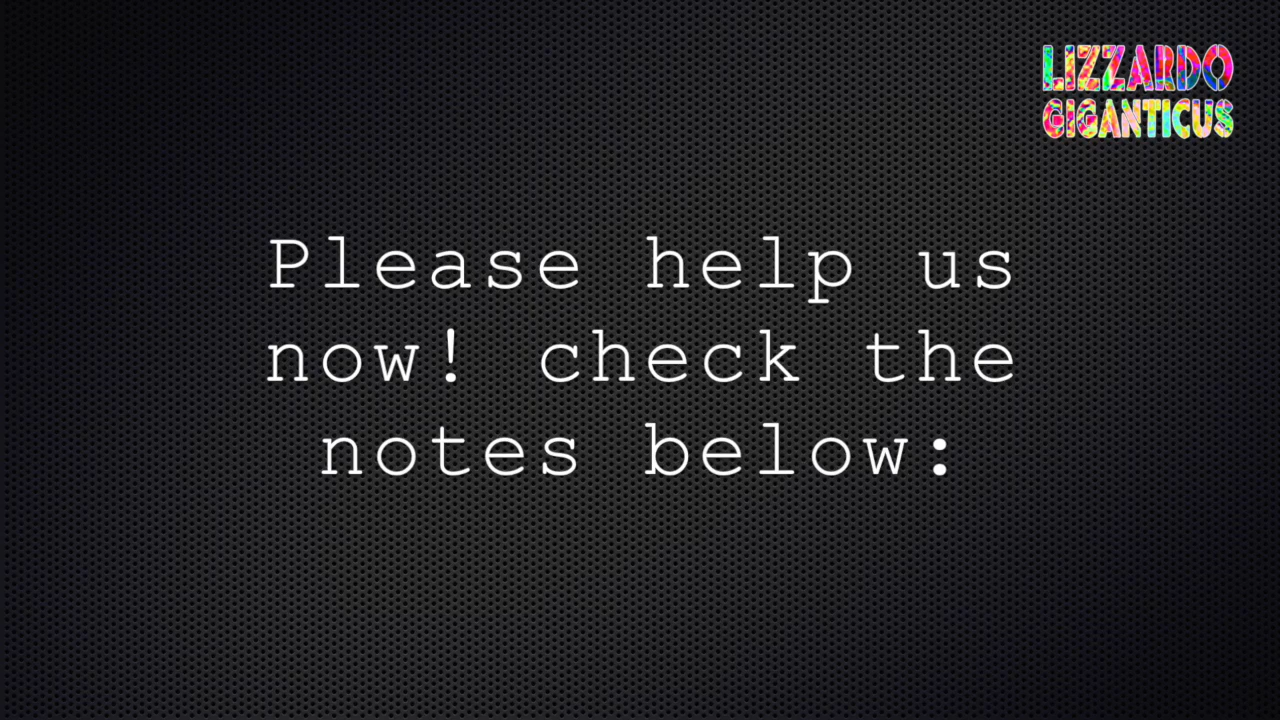 LIZZARDO
GIGANTICUS
Please help us
now! check the
notes below: